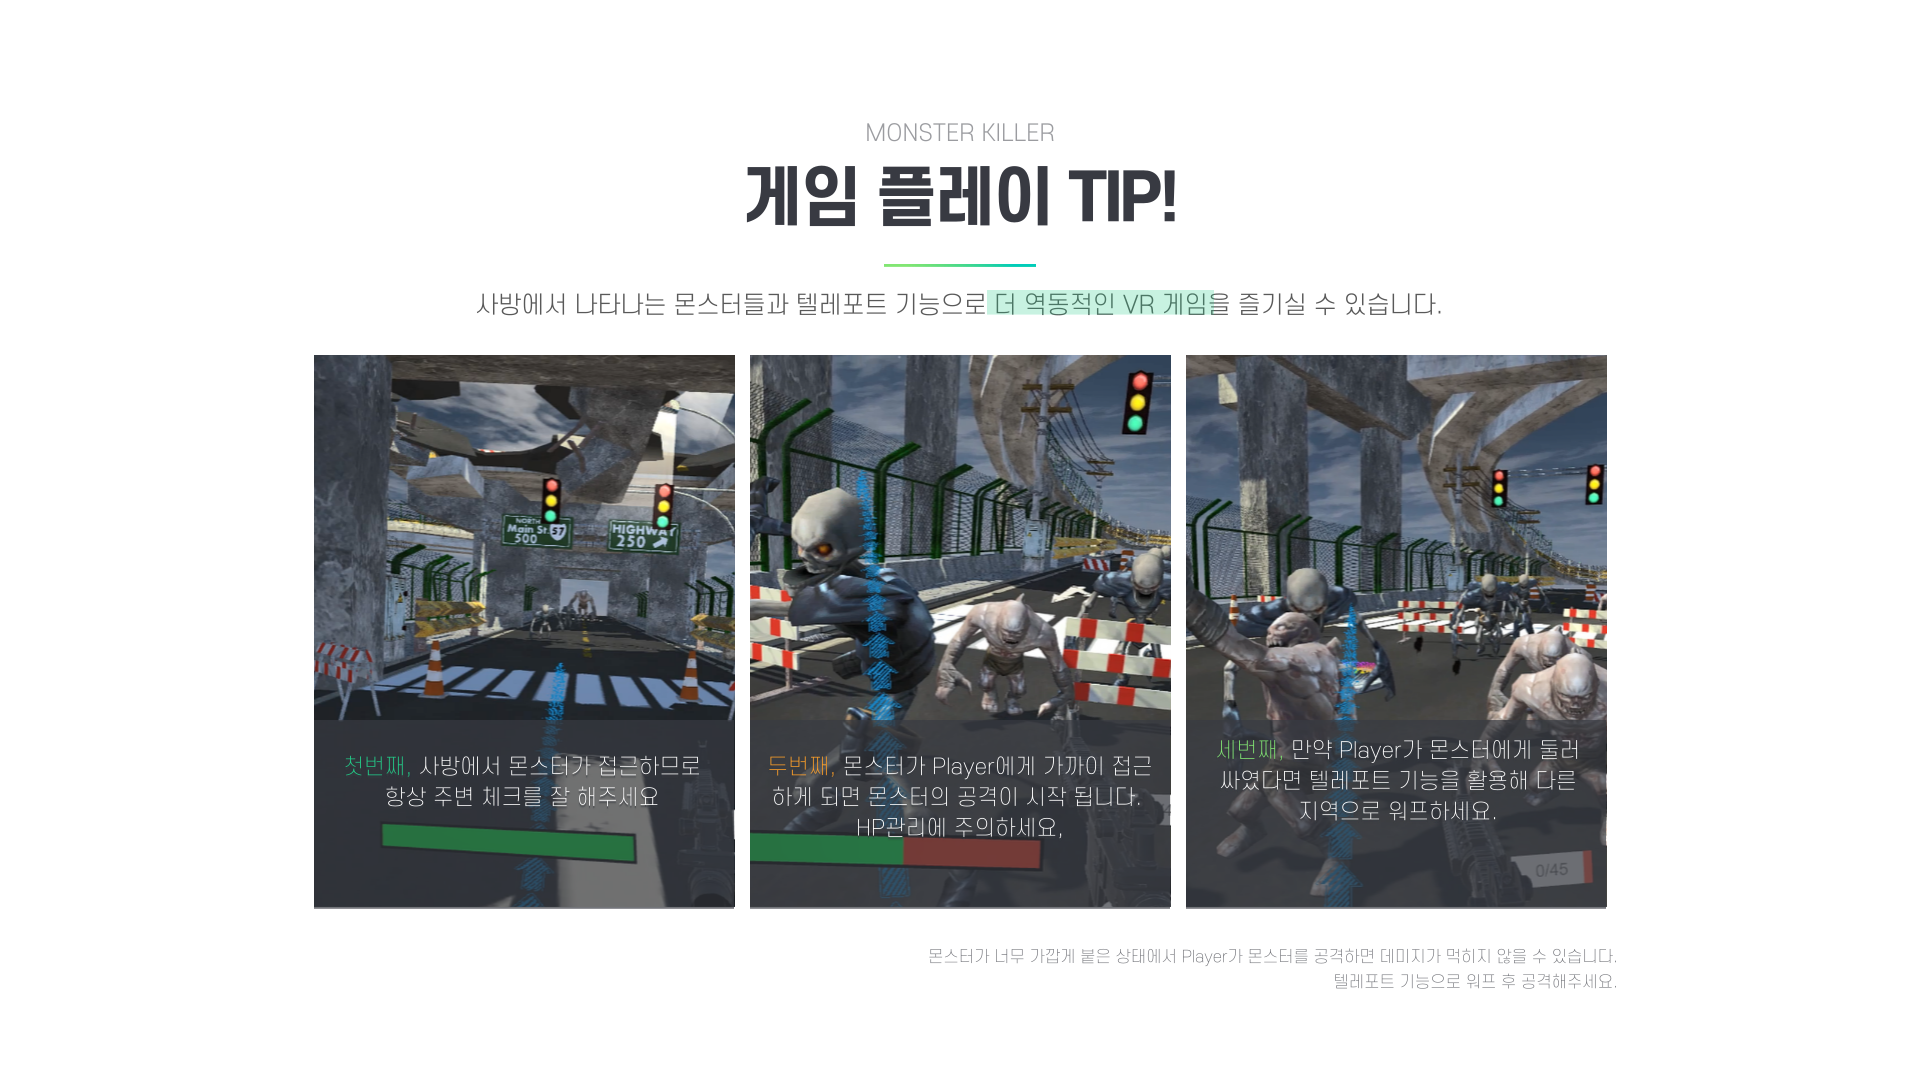 MONSTER KILLER
게임 플레이 TIP!
사방에서 나타나는 몬스터들과 텔레포트 기능으로 더 역동적인 VR 게임을 즐기실 수 있습니다.
NORTH
Main St 57
500
HIGHWAY
250
첫번째, 사방에서 몬스터가 접근하므로
항상 주변 체크를 잘 해주세요
두번째, 몬스터가 Player에게 가까이 접근
하게 되면 몬스터의 공격이 시작 됩니다.
HP관리에 주의하세요,
세번째, 만약 Player가 몬스터에게 둘러
싸였다면 텔레포트 기능을 활용해 다른
지역으로 워프하세요.
0/45
몬스터가 너무 가깝게 붙은 상태에서 Player가 몬스터를 공격하면 데미지가 먹히지 않을 수 있습니다.
텔레포트 기능으로 워프 후 공격해주세요.